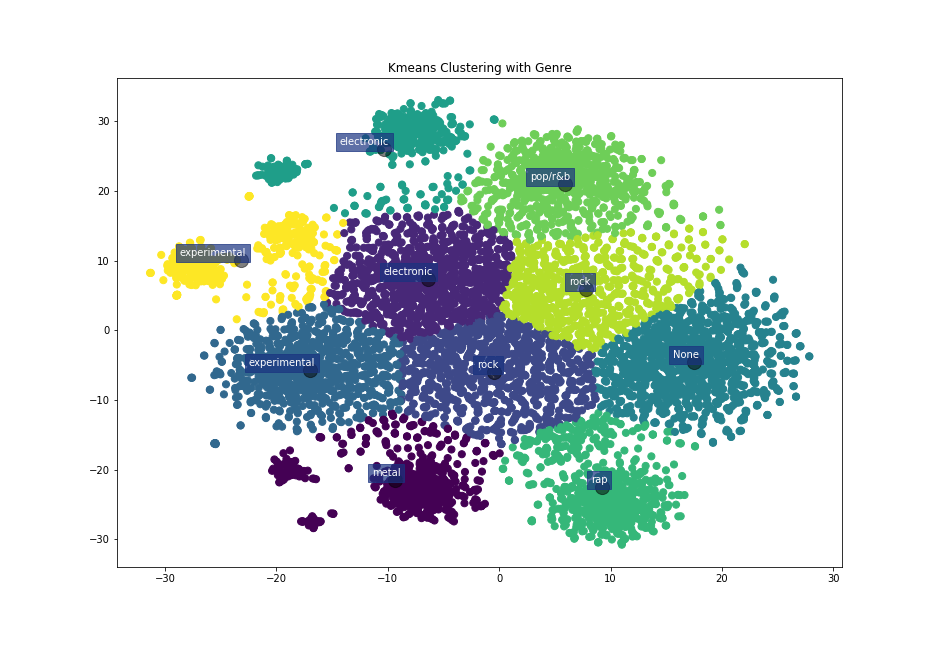 Kmeans Clustering with Genre
30
20
10
0
−10
−20
−30
electronic
pop/r&b
experimental
electronic
rock
experimental
rock
None
metal
rap
−30 −20 −10 0 10 20 30